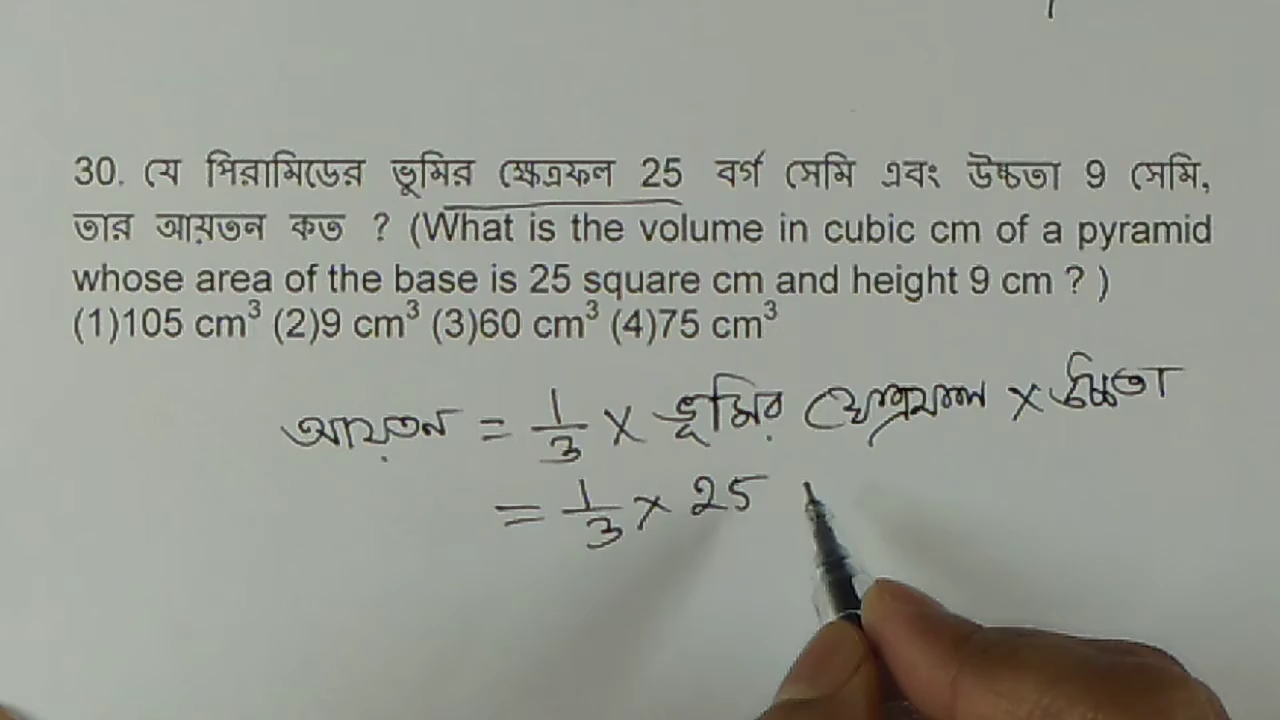 30. যে পিরামিডের ভূমির ক্ষেত্রফল 25 বর্গ সেমি এবং উচ্চতা 9 সেমি,
তার আয়তন কত ? (What is the volume in cubic cm of a pyramid
whose area of the base is 25 square cm and height 9 cm ? )
(1)105 cm³ (2)9 cm³ (3)60 cm³ (4)75 cm³
আয়তন = 1/3 × ভূমির ক্ষেত্রফল × উচ্চতা
= 1/3 × 25